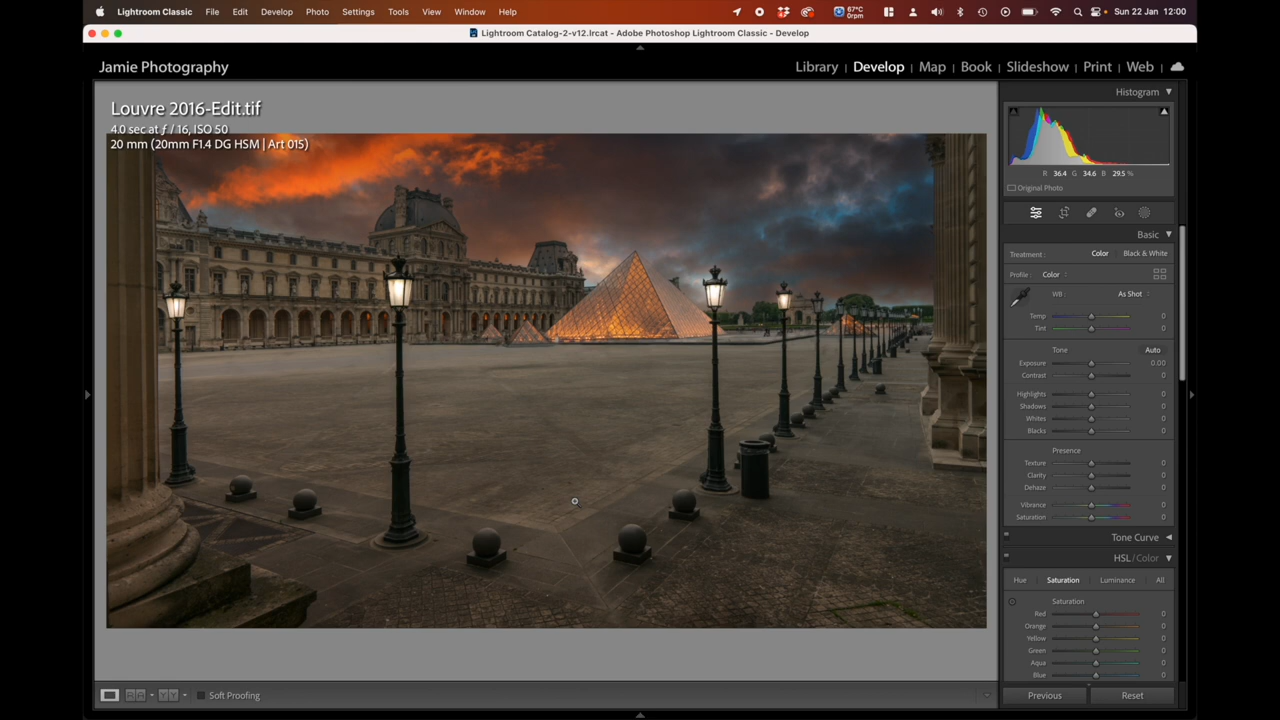 Lightroom Classic File Edit Develop Photo Settings Tools View Window Help 67°C 0rpm Sun 22 Jan 12:00
Lightroom Catalog-2-v12.lrcat - Adobe Photoshop Lightroom Classic - Develop
Jamie Photography
Library | Develop | Map | Book | Slideshow | Print | Web
Louvre 2016-Edit.tif
4.0 sec at ƒ / 16, ISO 50
20 mm (20mm F1.4 DG HSM | Art 015)
Histogram
R 36.4 G 34.6 B 29.5 %
Original Photo
Basic
Treatment : Color Black & White
Profile : Color
WB : As Shot
Temp 0
Tint 0
Tone Auto
Exposure 0.00
Contrast 0
Highlights 0
Shadows 0
Whites 0
Blacks 0
Presence
Texture 0
Clarity 0
Dehaze 0
Vibrance 0
Saturation 0
Tone Curve
HSL / Color
Hue Saturation Luminance All
Saturation
Red 0
Orange 0
Yellow 0
Green 0
Aqua 0
Blue 0
Soft Proofing
Previous Reset